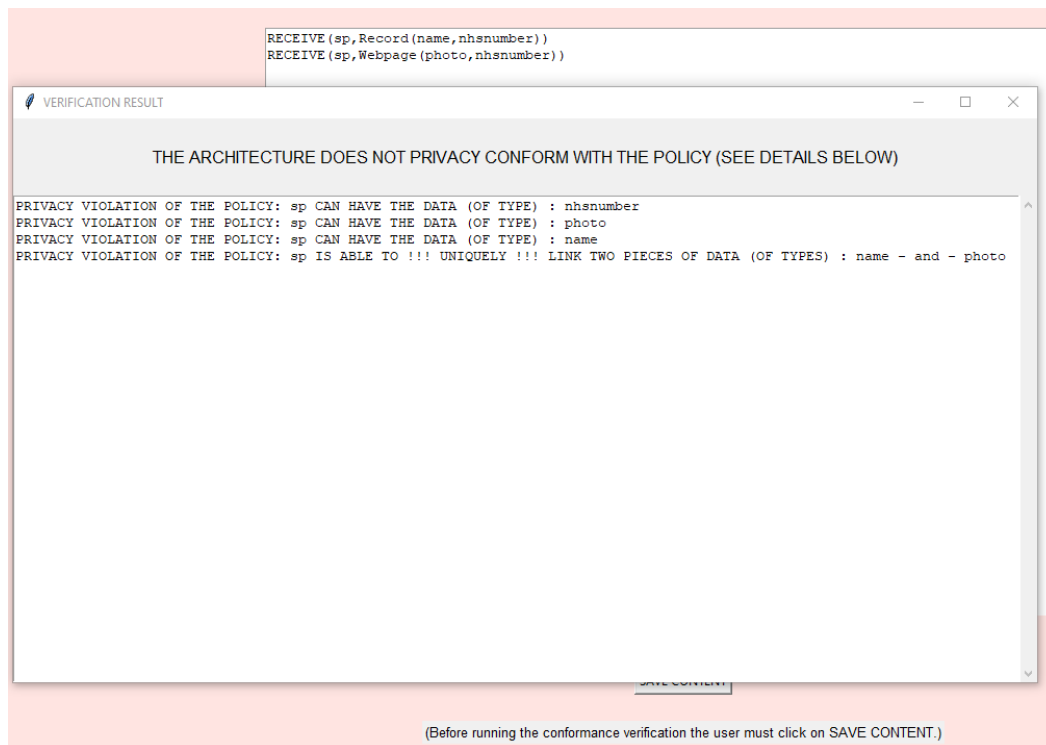 RECEIVE(sp,Record(name,nhsnumber))
RECEIVE(sp,Webpage(photo,nhsnumber))
VERIFICATION RESULT
THE ARCHITECTURE DOES NOT PRIVACY CONFORM WITH THE POLICY (SEE DETAILS BELOW)
PRIVACY VIOLATION OF THE POLICY: sp CAN HAVE THE DATA (OF TYPE) : nhsnumber
PRIVACY VIOLATION OF THE POLICY: sp CAN HAVE THE DATA (OF TYPE) : photo
PRIVACY VIOLATION OF THE POLICY: sp CAN HAVE THE DATA (OF TYPE) : name
PRIVACY VIOLATION OF THE POLICY: sp IS ABLE TO !!! UNIQUELY !!! LINK TWO PIECES OF DATA (OF TYPES) : name - and - photo
SAVE CONTENT
(Before running the conformance verification the user must click on SAVE CONTENT.)